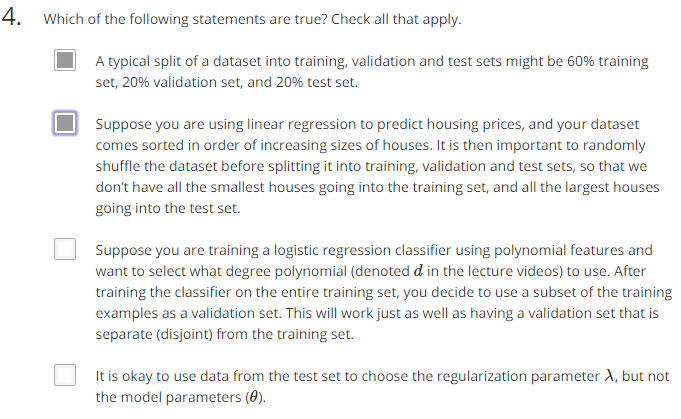 4. Which of the following statements are true? Check all that apply.
A typical split of a dataset into training, validation and test sets might be 60% training
set, 20% validation set, and 20% test set.
Suppose you are using linear regression to predict housing prices, and your dataset
comes sorted in order of increasing sizes of houses. It is then important to randomly
shuffle the dataset before splitting it into training, validation and test sets, so that we
don't have all the smallest houses going into the training set, and all the largest houses
going into the test set.
Suppose you are training a logistic regression classifier using polynomial features and
want to select what degree polynomial (denoted d in the lecture videos) to use. After
training the classifier on the entire training set, you decide to use a subset of the training
examples as a validation set. This will work just as well as having a validation set that is
separate (disjoint) from the training set.
It is okay to use data from the test set to choose the regularization parameter λ, but not
the model parameters (θ).